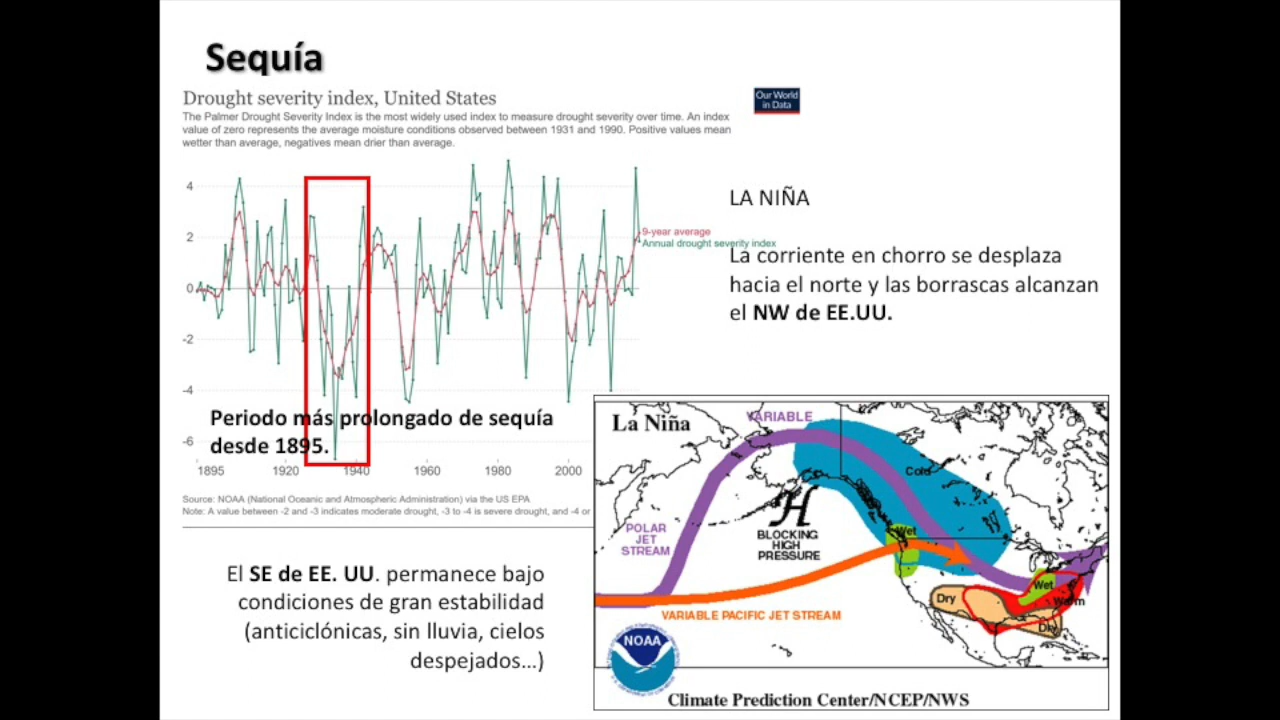 Sequía
Drought severity index, United States
Our World
in Data
The Palmer Drought Severity Index is the most widely used index to measure drought severity over time. An index
value of zero represents the average moisture conditions observed between 1931 and 1990. Positive values mean
wetter than average, negatives mean drier than average.
4
2
0
-2
-4
-6
1895
1920
1940
1960
1980
2000
9-year average
Annual drought severity index
Periodo más prolongado de sequía
desde 1895.
Source: NOAA (National Oceanic and Atmospheric Administration) via the US EPA
Note: A value between -2 and -3 indicates moderate drought, -3 to -4 is severe drought, and -4 or
LA NIÑA
La corriente en chorro se desplaza
hacia el norte y las borrascas alcanzan
el NW de EE.UU.
El SE de EE. UU. permanece bajo
condiciones de gran estabilidad
(anticiclónicas, sin lluvia, cielos
despejados...)
La Niña
VARIABLE
Cold
H
BLOCKING
HIGH
PRESSURE
POLAR
JET
STREAM
Wet
VARIABLE PACIFIC JET STREAM
Dry
Wet
Warm
Dry
NOAA
Climate Prediction Center/NCEP/NWS